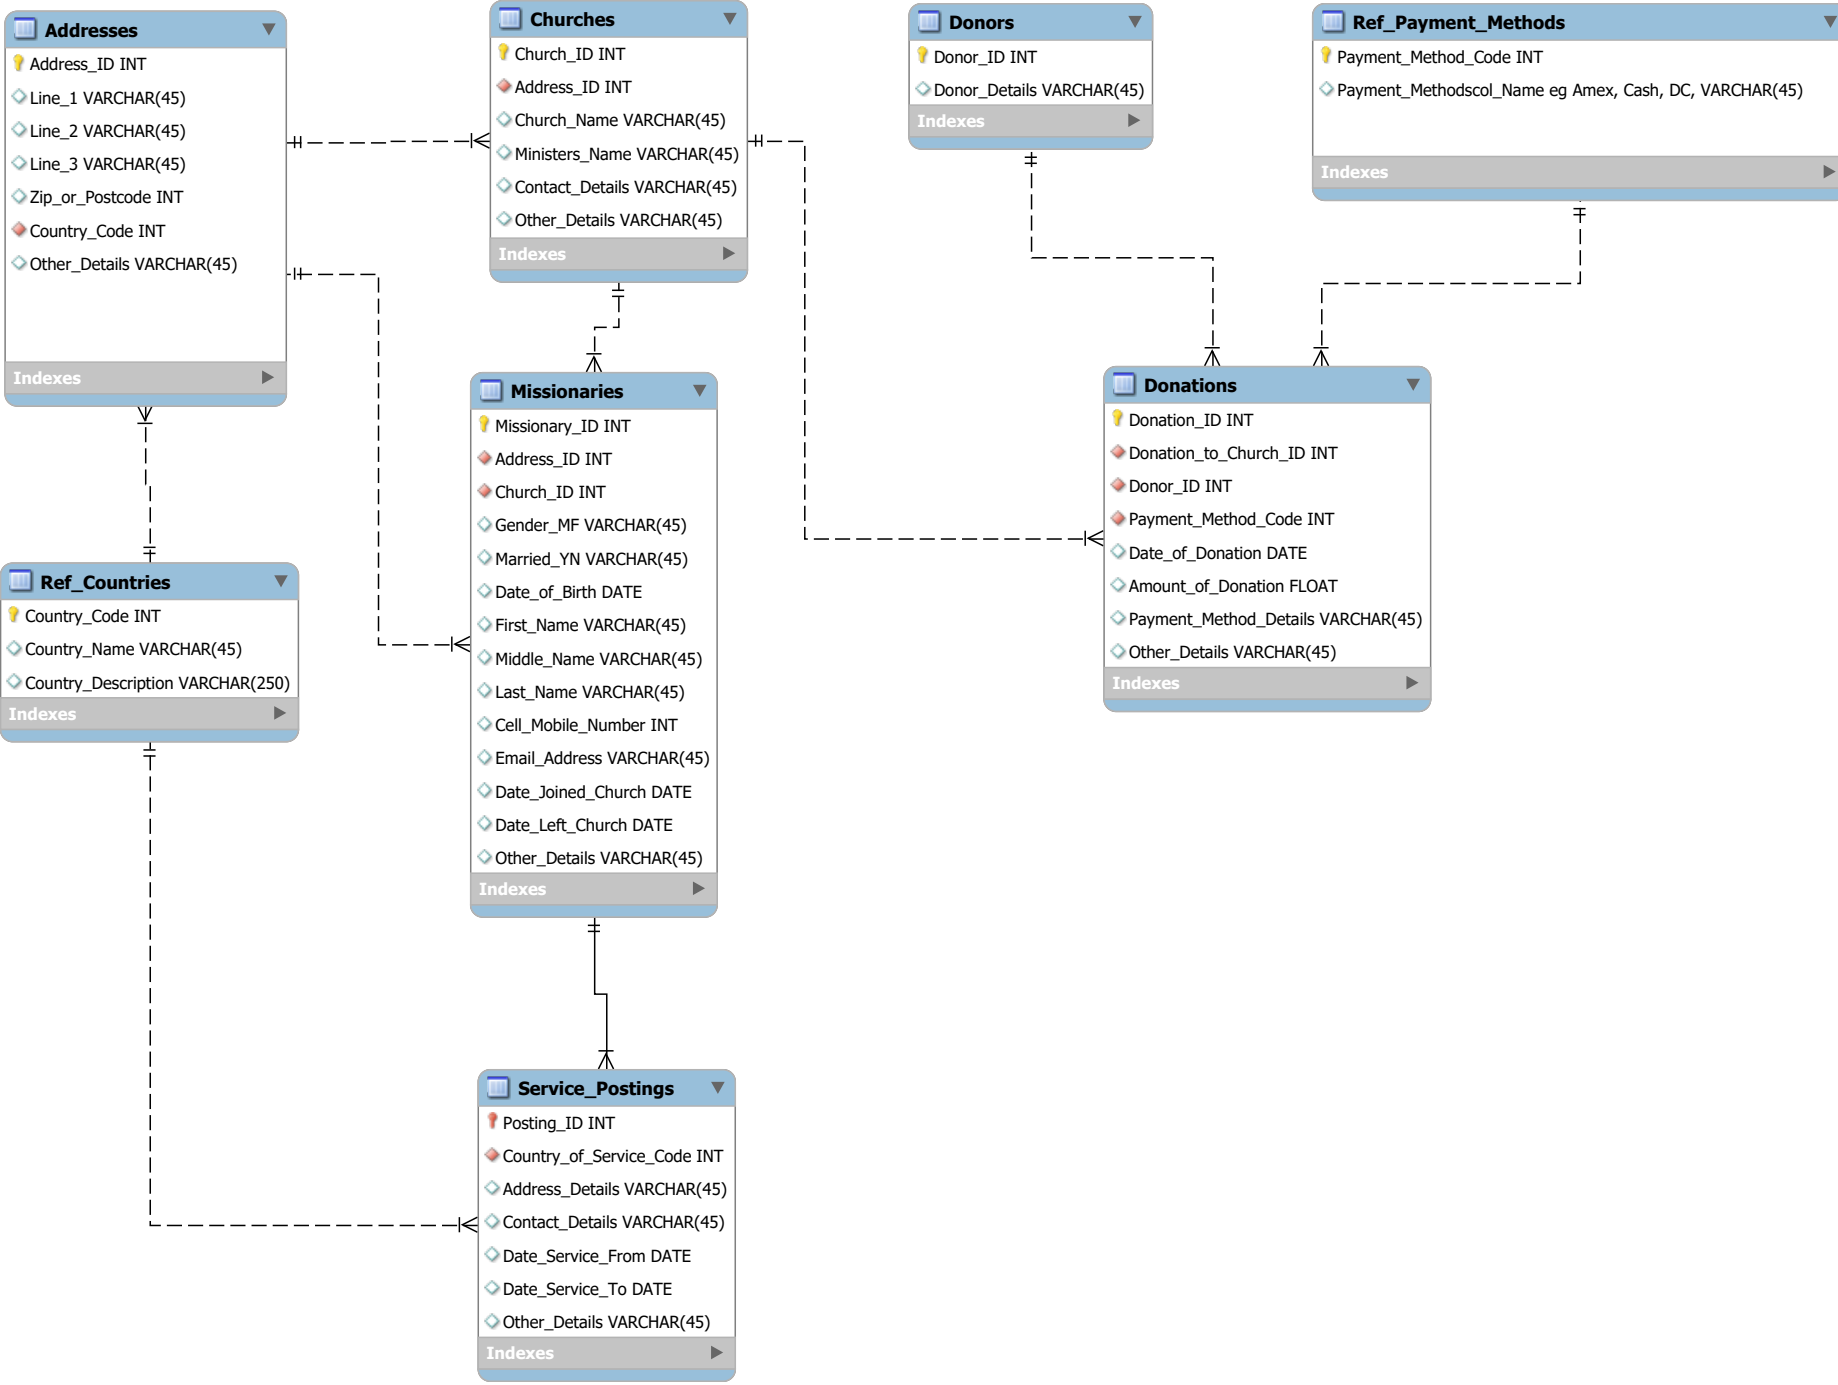 Addresses
Address_ID INT
Line_1 VARCHAR(45)
Line_2 VARCHAR(45)
Line_3 VARCHAR(45)
Zip_or_Postcode INT
Country_Code INT
Other_Details VARCHAR(45)
Indexes
Churches
Church_ID INT
Address_ID INT
Church_Name VARCHAR(45)
Ministers_Name VARCHAR(45)
Contact_Details VARCHAR(45)
Other_Details VARCHAR(45)
Indexes
Donors
Donor_ID INT
Donor_Details VARCHAR(45)
Indexes
Ref_Payment_Methods
Payment_Method_Code INT
Payment_Methodscol_Name eg Amex, Cash, DC, VARCHAR(45)
Indexes
Missionaries
Missionary_ID INT
Address_ID INT
Church_ID INT
Gender_MF VARCHAR(45)
Married_YN VARCHAR(45)
Date_of_Birth DATE
First_Name VARCHAR(45)
Middle_Name VARCHAR(45)
Last_Name VARCHAR(45)
Cell_Mobile_Number INT
Email_Address VARCHAR(45)
Date_Joined_Church DATE
Date_Left_Church DATE
Other_Details VARCHAR(45)
Indexes
Donations
Donation_ID INT
Donation_to_Church_ID INT
Donor_ID INT
Payment_Method_Code INT
Date_of_Donation DATE
Amount_of_Donation FLOAT
Payment_Method_Details VARCHAR(45)
Other_Details VARCHAR(45)
Indexes
Ref_Countries
Country_Code INT
Country_Name VARCHAR(45)
Country_Description VARCHAR(250)
Indexes
Service_Postings
Posting_ID INT
Country_of_Service_Code INT
Address_Details VARCHAR(45)
Contact_Details VARCHAR(45)
Date_Service_From DATE
Date_Service_To DATE
Other_Details VARCHAR(45)
Indexes